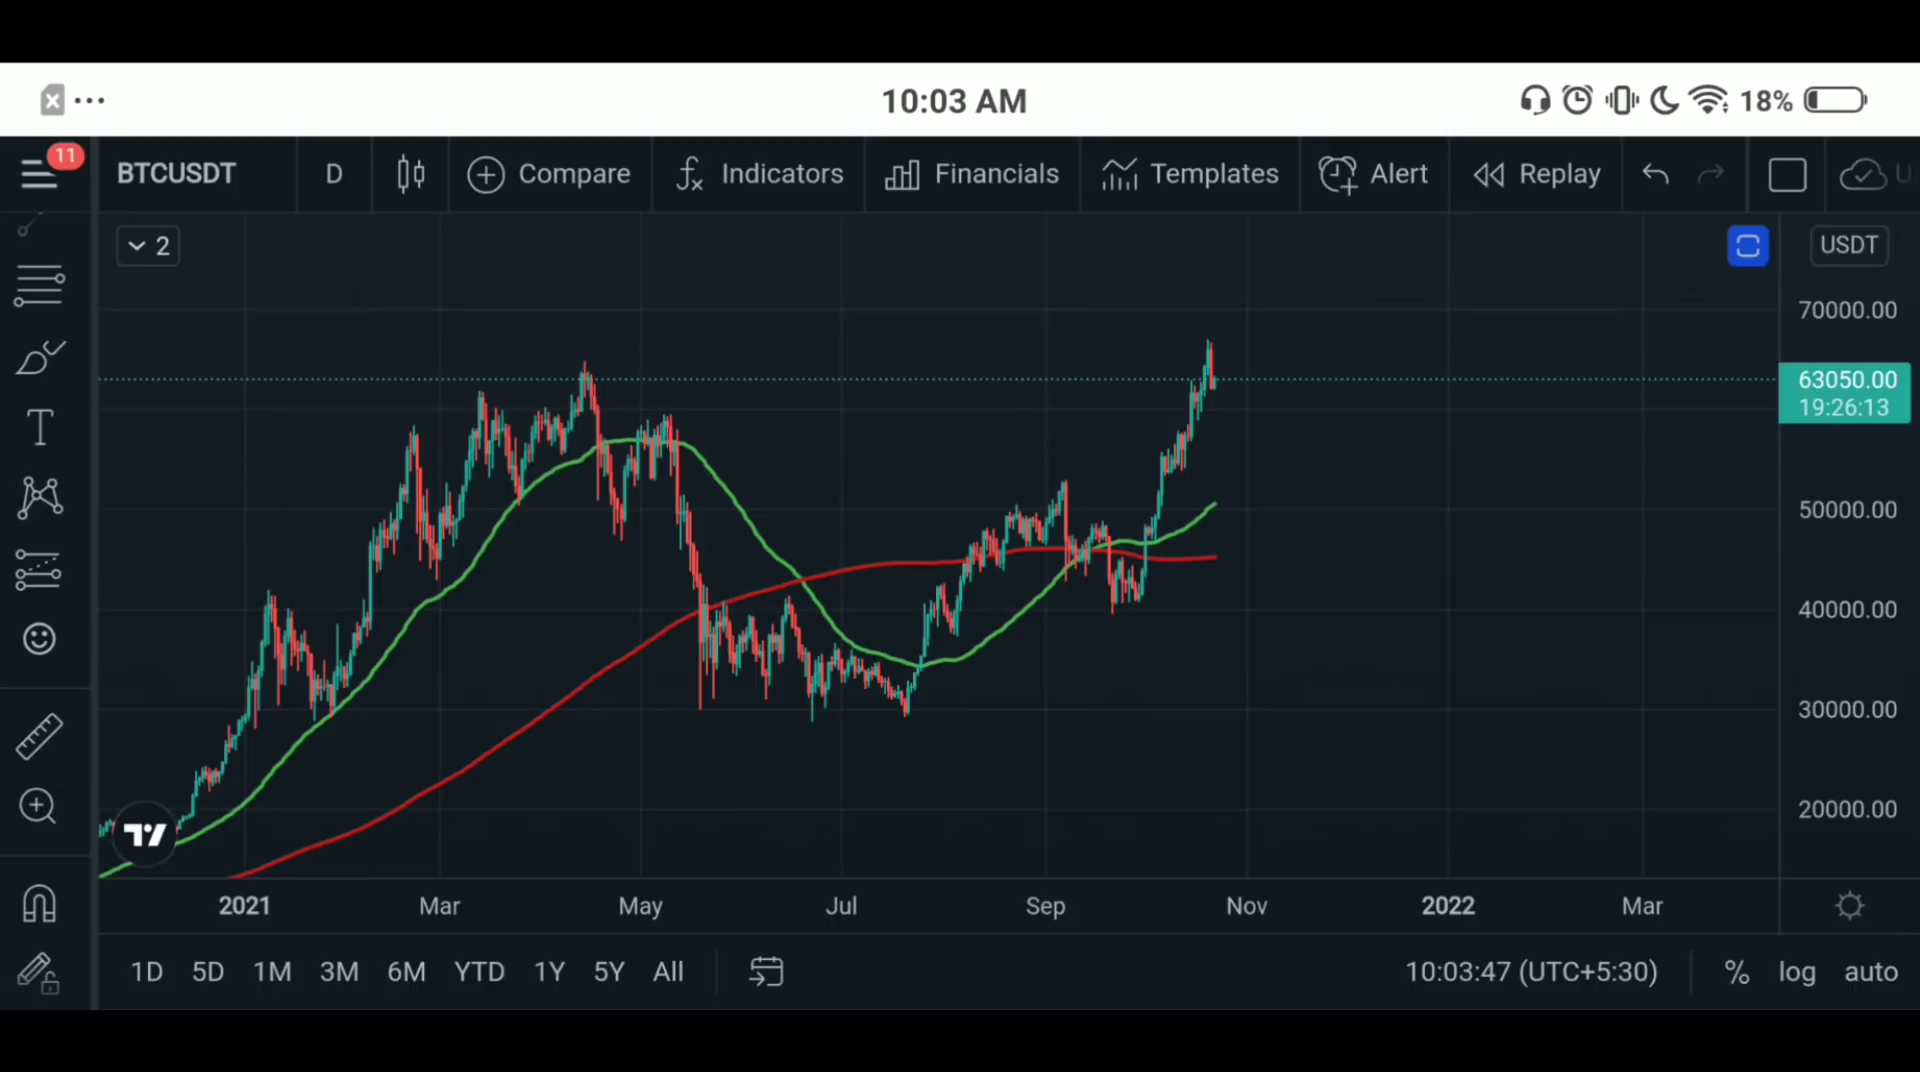 10:03 AM
18%
11
BTCUSDT
D
Compare
Indicators
Financials
Templates
Alert
Replay
2
USDT
70000.00
63050.00
19:26:13
50000.00
40000.00
30000.00
20000.00
2021
Mar
May
Jul
Sep
Nov
2022
Mar
1D
5D
1M
3M
6M
YTD
1Y
5Y
All
10:03:47 (UTC+5:30)
%
log
auto